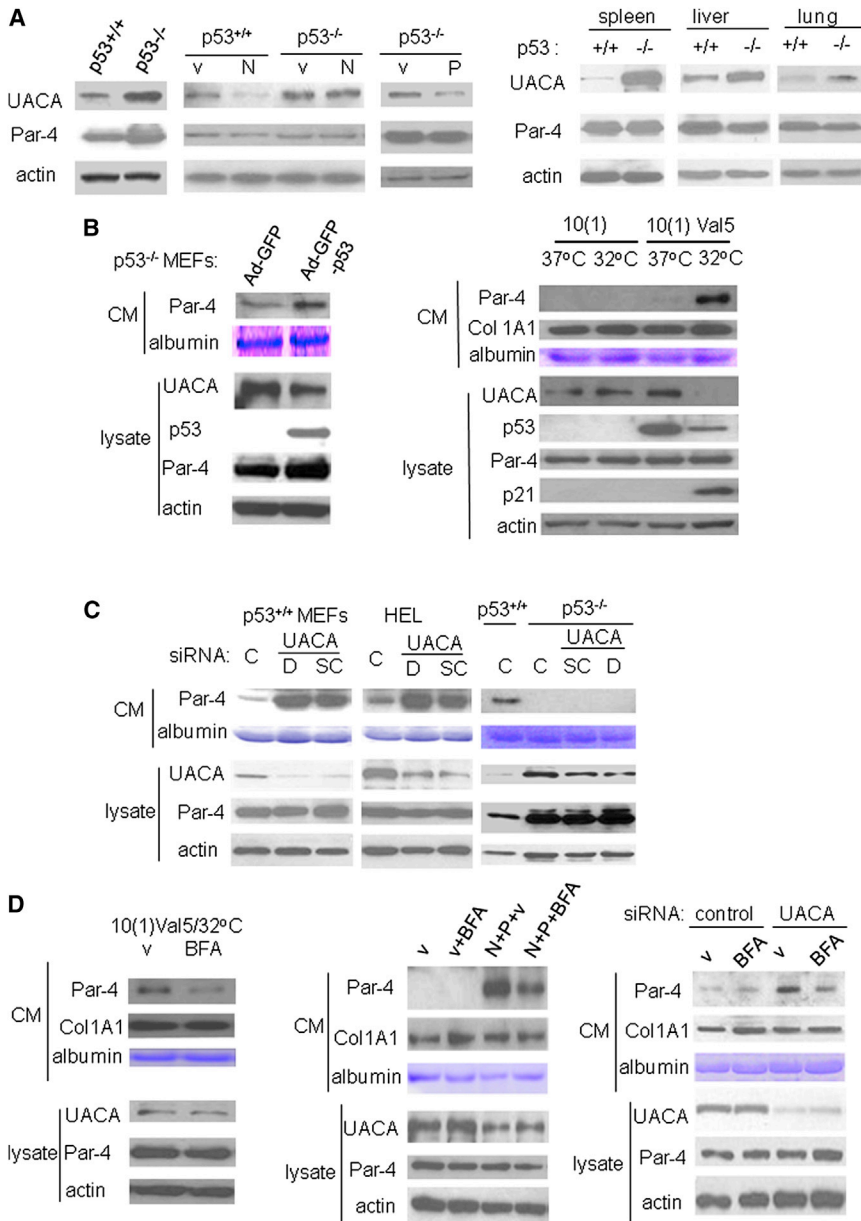 A
p53+/+ p53-/-
p53+/+ p53-/- p53-/-
v N v N v P
UACA
Par-4
actin
spleen liver lung
p53 : +/+ -/- +/+ -/- +/+ -/-
UACA
Par-4
actin
B
p53-/- MEFs: Ad-GFP Ad-GFP -p53
CM
Par-4
albumin
lysate
UACA
p53
Par-4
actin
10(1) 10(1) Val5
37ºC 32ºC 37ºC 32ºC
CM
Par-4
Col 1A1
albumin
lysate
UACA
p53
Par-4
p21
actin
C
p53+/+ MEFs HEL p53+/+ p53-/-
UACA UACA UACA
siRNA: C D SC C D SC C C SC D
CM
Par-4
albumin
lysate
UACA
Par-4
actin
D
10(1)Val5/32ºC
v BFA
CM
Par-4
Col1A1
albumin
lysate
UACA
Par-4
actin
v v+BFA N+P+v N+P+BFA
CM
Par-4
Col1A1
albumin
lysate
UACA
Par-4
actin
siRNA: control UACA
v BFA v BFA
CM
Par-4
Col1A1
albumin
lysate
UACA
Par-4
actin